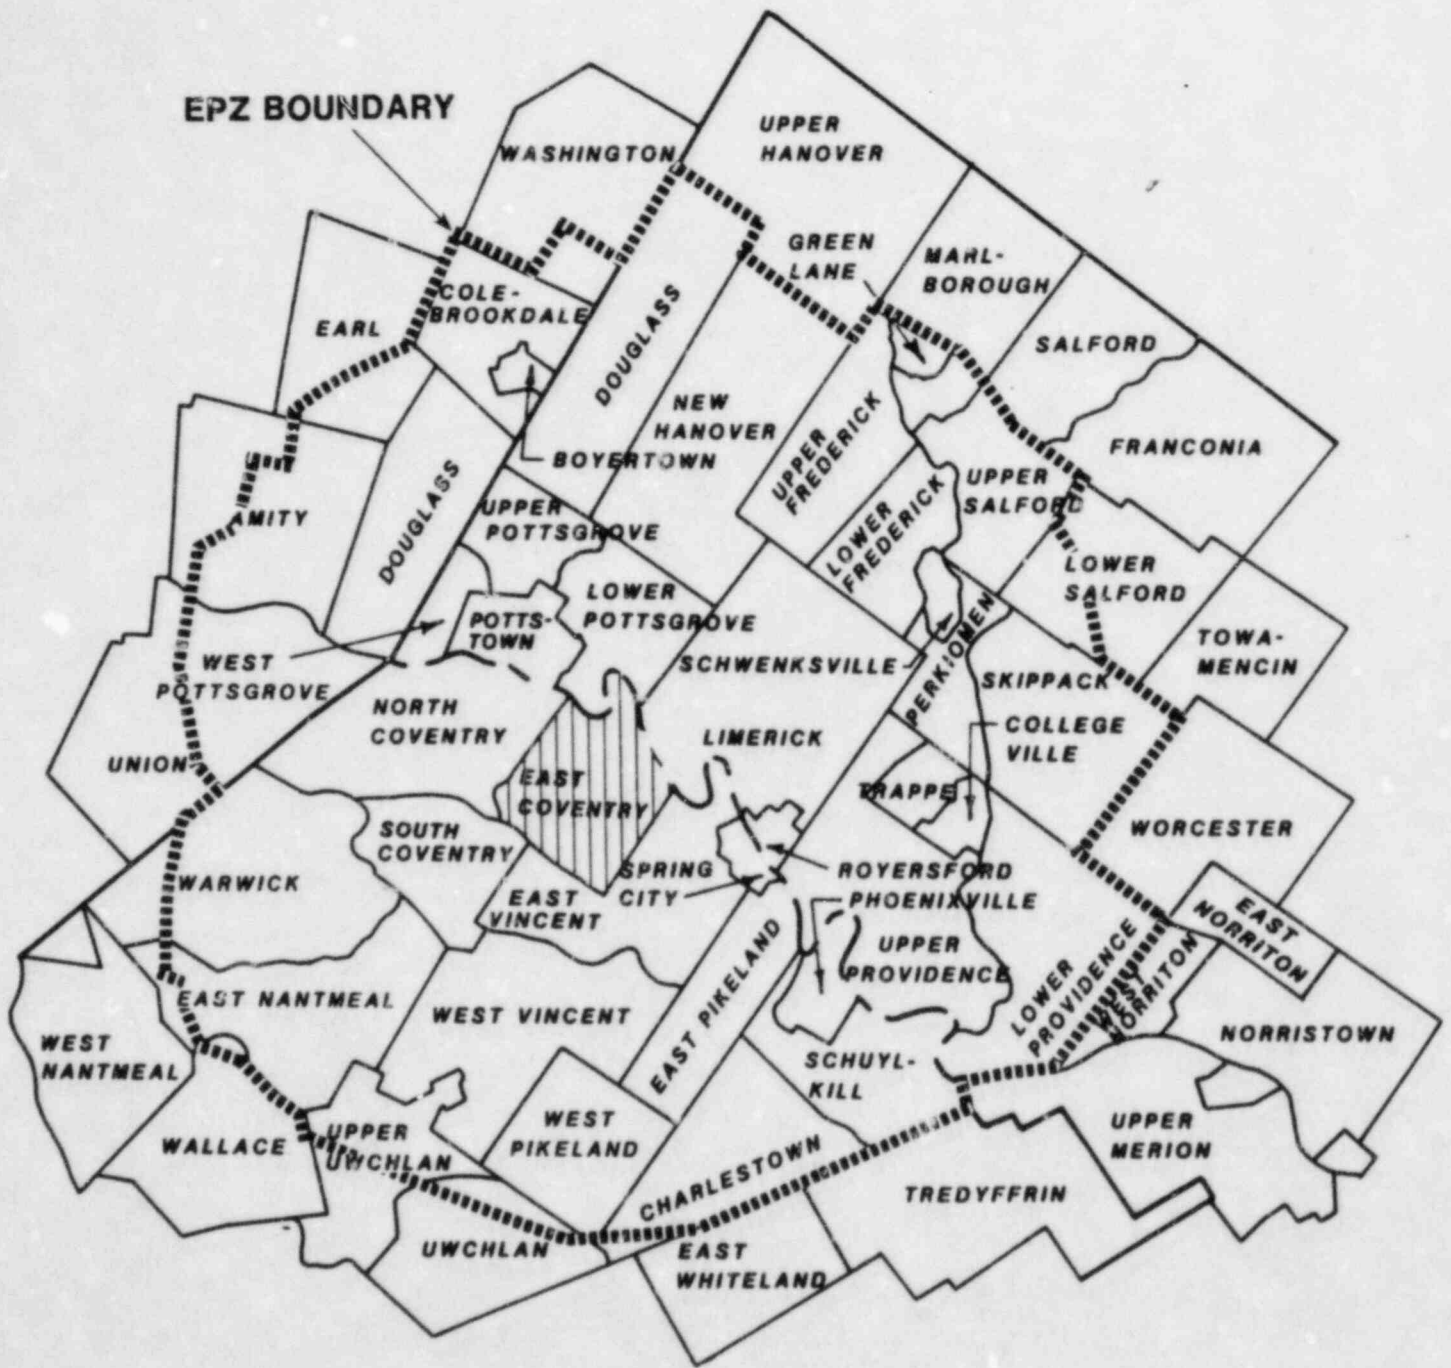 EPZ BOUNDARY
WASHINGTON
UPPER
HANOVER
GREEN
LANE
MARL-
BOROUGH
COLE-
BROOKDALE
EARL
DOUGLASS
SALFORD
NEW
HANOVER
UPPER
FREDERICK
FRANCONIA
BOYERTOWN
UPPER
SALFORD
AMITY
DOUGLASS
UPPER
POTTSGROVE
LOWER
FREDERICK
LOWER
SALFORD
LOWER
POTTSGROVE
POTTS-
TOWN
TOWA-
MENCIN
WEST
POTTSGROVE
SCHWENKSVILLE
PERKIOMEN
SKIPPACK
NORTH
COVENTRY
LIMERICK
COLLEGE
VILLE
UNION
EAST
COVENTRY
TRAPPE
WORCESTER
SOUTH
COVENTRY
WARWICK
SPRING
CITY
ROYERSFORD
PHOENIXVILLE
EAST
VINCENT
EAST
NORRITON
UPPER
PROVIDENCE
EAST PIKELAND
LOWER
PROVIDENCE
WEST
NORRITON
EAST NANTMEAL
WEST VINCENT
NORRISTOWN
WEST
NANTMEAL
SCHUYL-
KILL
WEST
PIKELAND
UPPER
MERION
WALLACE
UPPER
UWCHLAN
CHARLESTOWN
TREDYFFRIN
UWCHLAN
EAST
WHITELAND